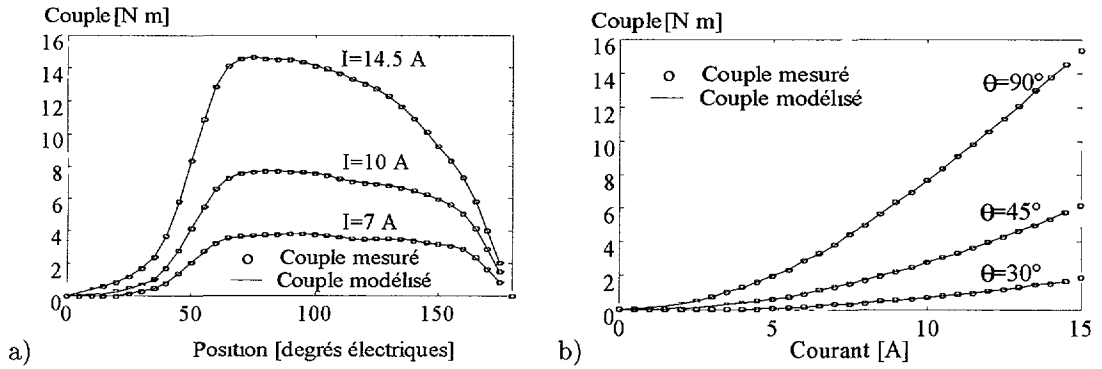 Couple [N m]
16
14
12
10
8
6
4
2
0
I=14.5 A
I=10 A
I=7 A
o Couple mesuré
— Couple modélisé
0 50 100 150
Position [degrés électriques]
a)
Couple [N m]
16
14
12
10
8
6
4
2
0
o Couple mesuré
— Couple modélisé
θ=90°
θ=45°
θ=30°
0 5 10 15
Courant [A]
b)